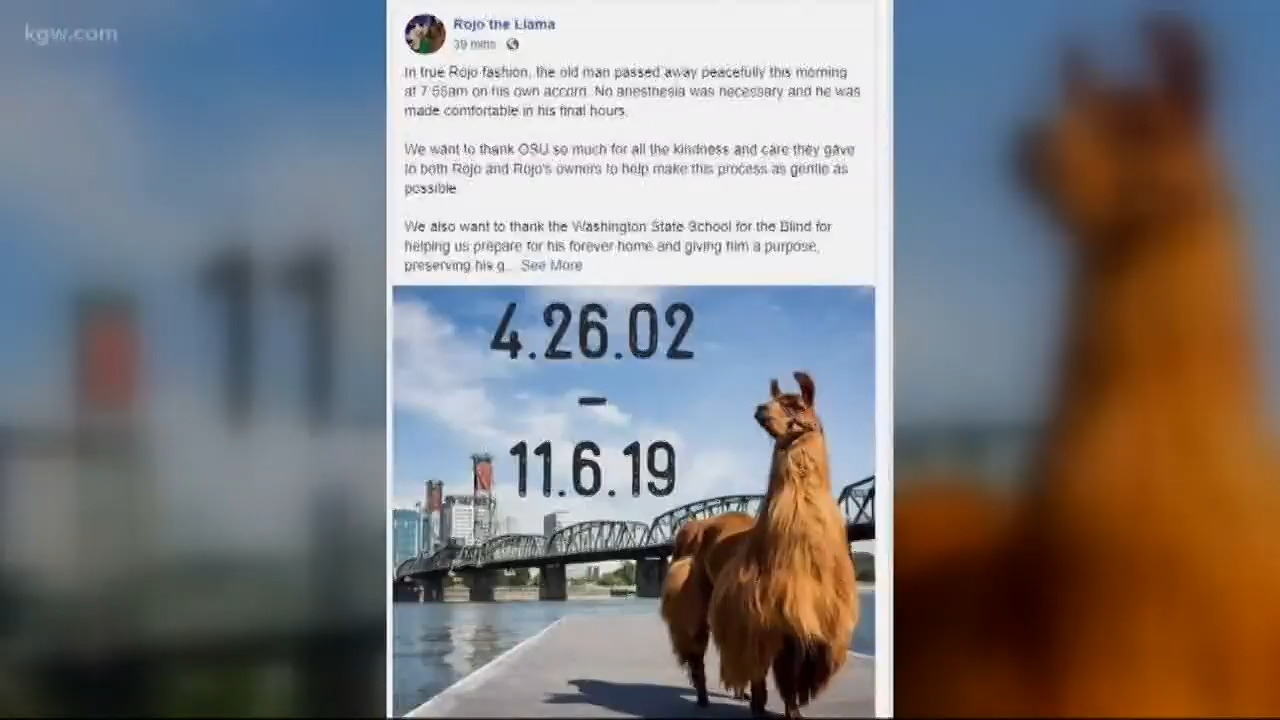 kgw.com
Rojo the Llama
39 mins
In true Rojo fashion, the old man passed away peacefully this morning
at 7:55am on his own accord. No anesthesia was necessary and he was
made comfortable in his final hours.
We want to thank OSU so much for all the kindness and care they gave
to both Rojo and Rojo's owners to help make this process as gentle as
possible.
We also want to thank the Washington State School for the Blind for
helping us prepare for his forever home and giving him a purpose,
preserving his g... See More
4.26.02
-
11.6.19